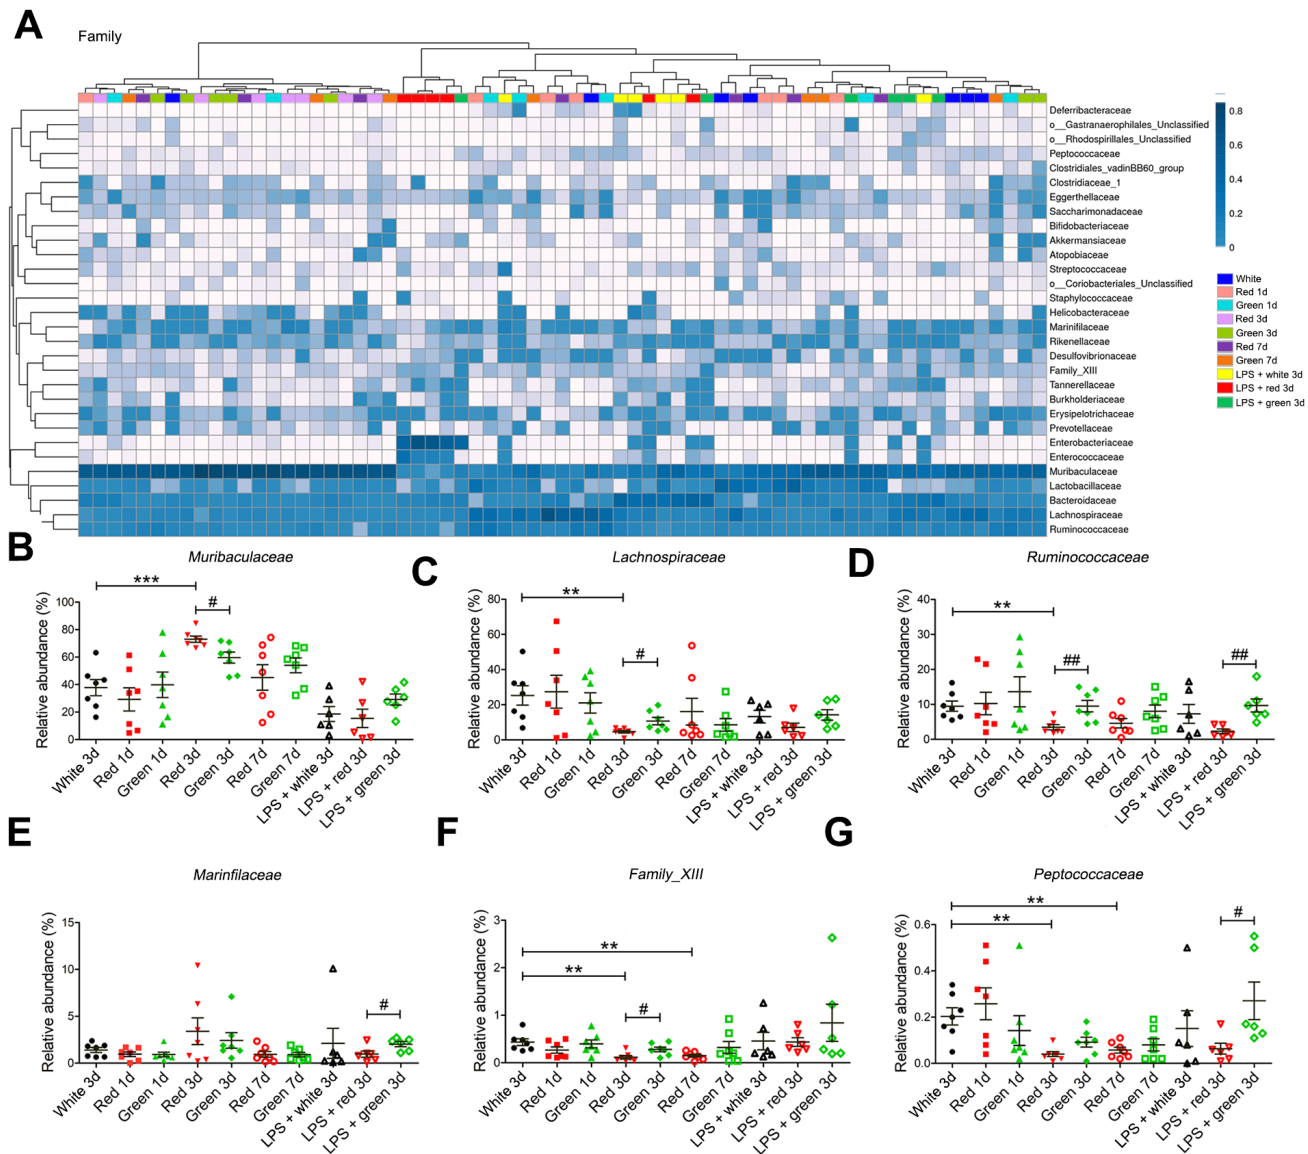 A
Family
Deferribacteraceae
o__Gastranaerophilales_Unclassified
o__Rhodospirillales_Unclassified
Peptococcaceae
Clostridiales_vadinBB60_group
Clostridiaceae_1
Eggerthellaceae
Saccharimonadaceae
Bifidobacteriaceae
Akkermansiaceae
Atopobiaceae
Streptococcaceae
o__Coriobacteriales_Unclassified
Staphylococcaceae
Helicobacteraceae
Marinifilaceae
Rikenellaceae
Desulfovibrionaceae
Family_XIII
Tannerellaceae
Burkholderiaceae
Erysipelotrichaceae
Prevotellaceae
Enterobacteriaceae
Enterococcaceae
Muribaculaceae
Lactobacillaceae
Bacteroidaceae
Lachnospiraceae
Ruminococcaceae
0.8
0.6
0.4
0.2
0
White
Red 1d
Green 1d
Red 3d
Green 3d
Red 7d
Green 7d
LPS + white 3d
LPS + red 3d
LPS + green 3d
B
Muribaculaceae
Relative abundance (%)
100
80
60
40
20
0
***
#
White 3d
Red 1d
Green 1d
Red 3d
Green 3d
Red 7d
Green 7d
LPS + white 3d
LPS + red 3d
LPS + green 3d
C
Lachnospiraceae
Relative abundance (%)
80
60
40
20
0
**
#
White 3d
Red 1d
Green 1d
Red 3d
Green 3d
Red 7d
Green 7d
LPS + white 3d
LPS + red 3d
LPS + green 3d
D
Ruminococcaceae
Relative abundance (%)
40
30
20
10
0
**
##
##
White 3d
Red 1d
Green 1d
Red 3d
Green 3d
Red 7d
Green 7d
LPS + white 3d
LPS + red 3d
LPS + green 3d
E
Marinfilaceae
Relative abundance (%)
15
10
5
0
#
White 3d
Red 1d
Green 1d
Red 3d
Green 3d
Red 7d
Green 7d
LPS + white 3d
LPS + red 3d
LPS + green 3d
F
Family_XIII
Relative abundance (%)
3
2
1
0
**
**
#
White 3d
Red 1d
Green 1d
Red 3d
Green 3d
Red 7d
Green 7d
LPS + white 3d
LPS + red 3d
LPS + green 3d
G
Peptococcaceae
Relative abundance (%)
0.6
0.4
0.2
0.0
**
**
#
White 3d
Red 1d
Green 1d
Red 3d
Green 3d
Red 7d
Green 7d
LPS + white 3d
LPS + red 3d
LPS + green 3d